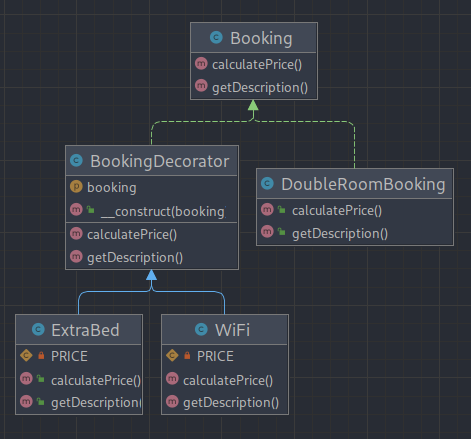 Booking
calculatePrice()
getDescription()
BookingDecorator
booking
__construct(booking
calculatePrice()
getDescription()
DoubleRoomBooking
calculatePrice()
getDescription()
ExtraBed
PRICE
calculatePrice()
getDescription(
WiFi
PRICE
calculatePrice()
getDescription()